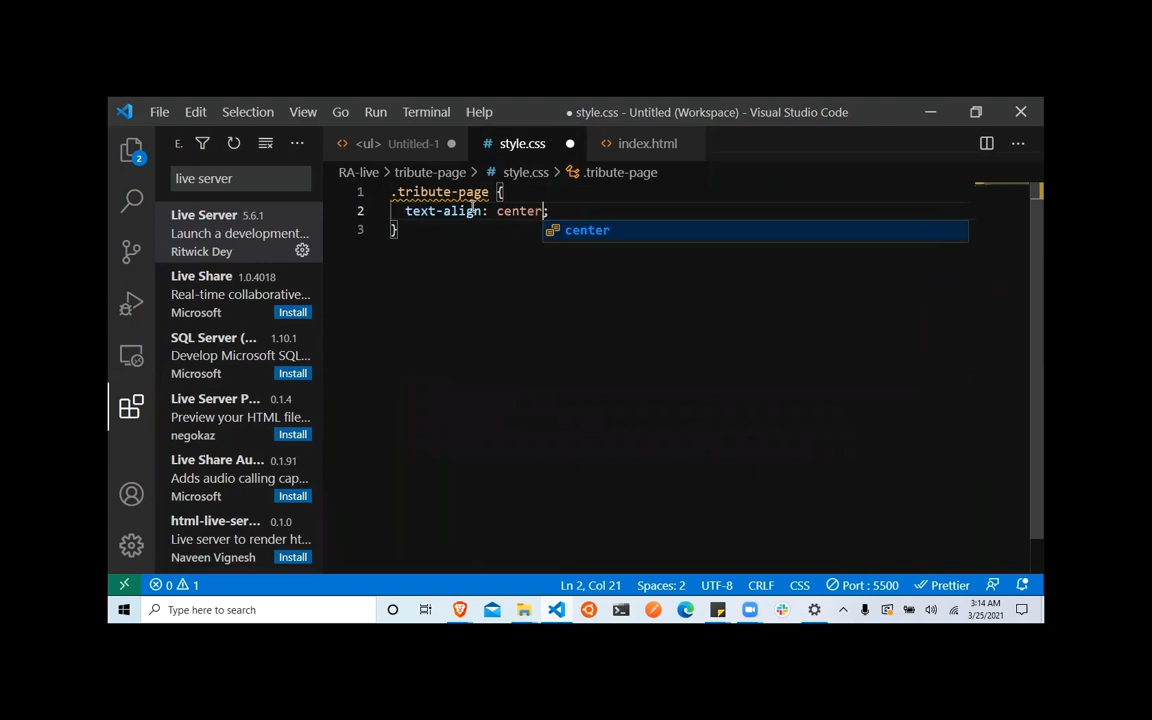 File Edit Selection View Go Run Terminal Help ● style.css - Untitled (Workspace) - Visual Studio Code
E.
<ul> Untitled-1 # style.css <> index.html
2
live server
RA-live > tribute-page > # style.css > .tribute-page
Live Server 5.6.1
Launch a development...
Ritwick Dey
Live Share 1.0.4018
Real-time collaborative...
Microsoft Install
SQL Server (... 1.10.1
Develop Microsoft SQL...
Microsoft Install
Live Server P... 0.1.4
Preview your HTML file...
negokaz Install
Live Share Au... 0.1.91
Adds audio calling cap...
Microsoft Install
html-live-ser... 0.1.0
Live server to render ht...
Naveen Vignesh Install
1 .tribute-page {
2 text-align: center;
center
3 }
0 1 Ln 2, Col 21 Spaces: 2 UTF-8 CRLF CSS Port : 5500 Prettier
Type here to search
3:14 AM
3/25/2021